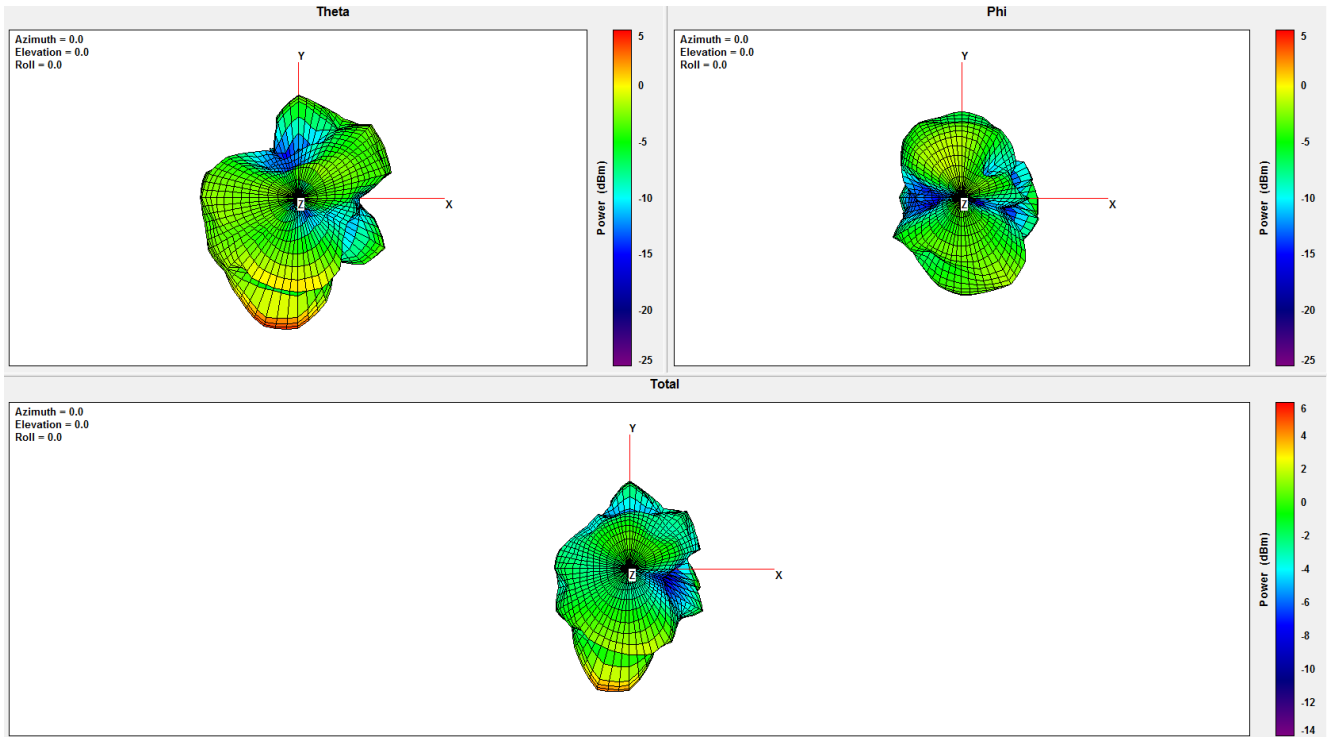 Theta
Azimuth = 0.0
Elevation = 0.0
Roll = 0.0
Y
X
Z
5
0
-5
-10
-15
-20
-25
Power (dBm)
Phi
Azimuth = 0.0
Elevation = 0.0
Roll = 0.0
Y
X
Z
5
0
-5
-10
-15
-20
-25
Power (dBm)
Total
Azimuth = 0.0
Elevation = 0.0
Roll = 0.0
Y
X
Z
6
4
2
0
-2
-4
-6
-8
-10
-12
-14
Power (dBm)